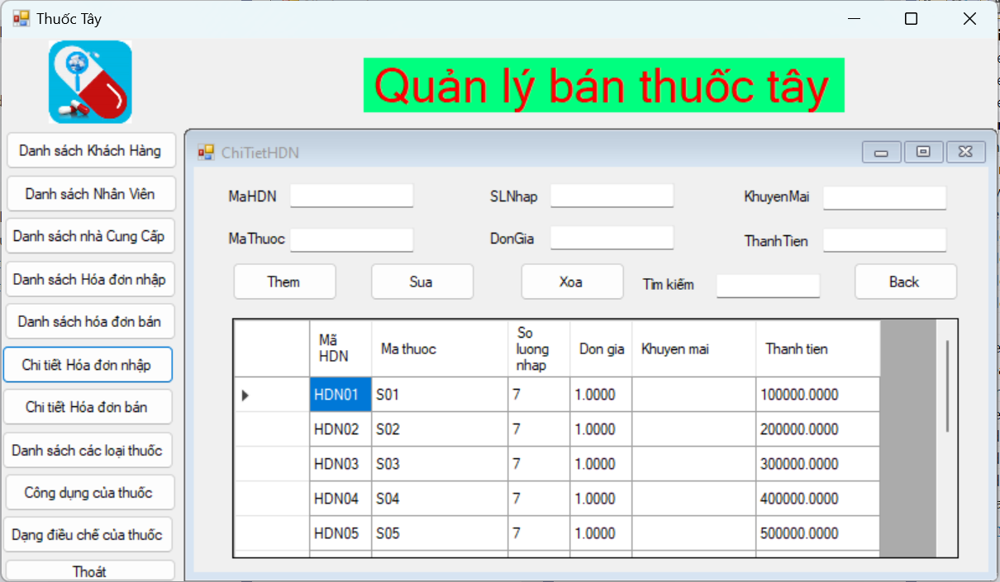 Thuốc Tây
Quản lý bán thuốc tây
Danh sách Khách Hàng
Danh sách Nhân Viên
Danh sách nhà Cung Cấp
Danh sách Hóa đơn nhập
Danh sách hóa đơn bán
Chi tiết Hóa đơn nhập
Chi tiết Hóa đơn bán
Danh sách các loại thuốc
Công dụng của thuốc
Dạng điều chế của thuốc
Thoát
ChiTietHDN
MaHDN SLNhap KhuyenMai
MaThuoc DonGia ThanhTien
Them Sua Xoa Tìm kiếm Back
Mã HDN Ma thuoc So luong nhap Don gia Khuyen mai Thanh tien
HDN01 S01 7 1.0000 100000.0000
HDN02 S02 7 1.0000 200000.0000
HDN03 S03 7 1.0000 300000.0000
HDN04 S04 7 1.0000 400000.0000
HDN05 S05 7 1.0000 500000.0000